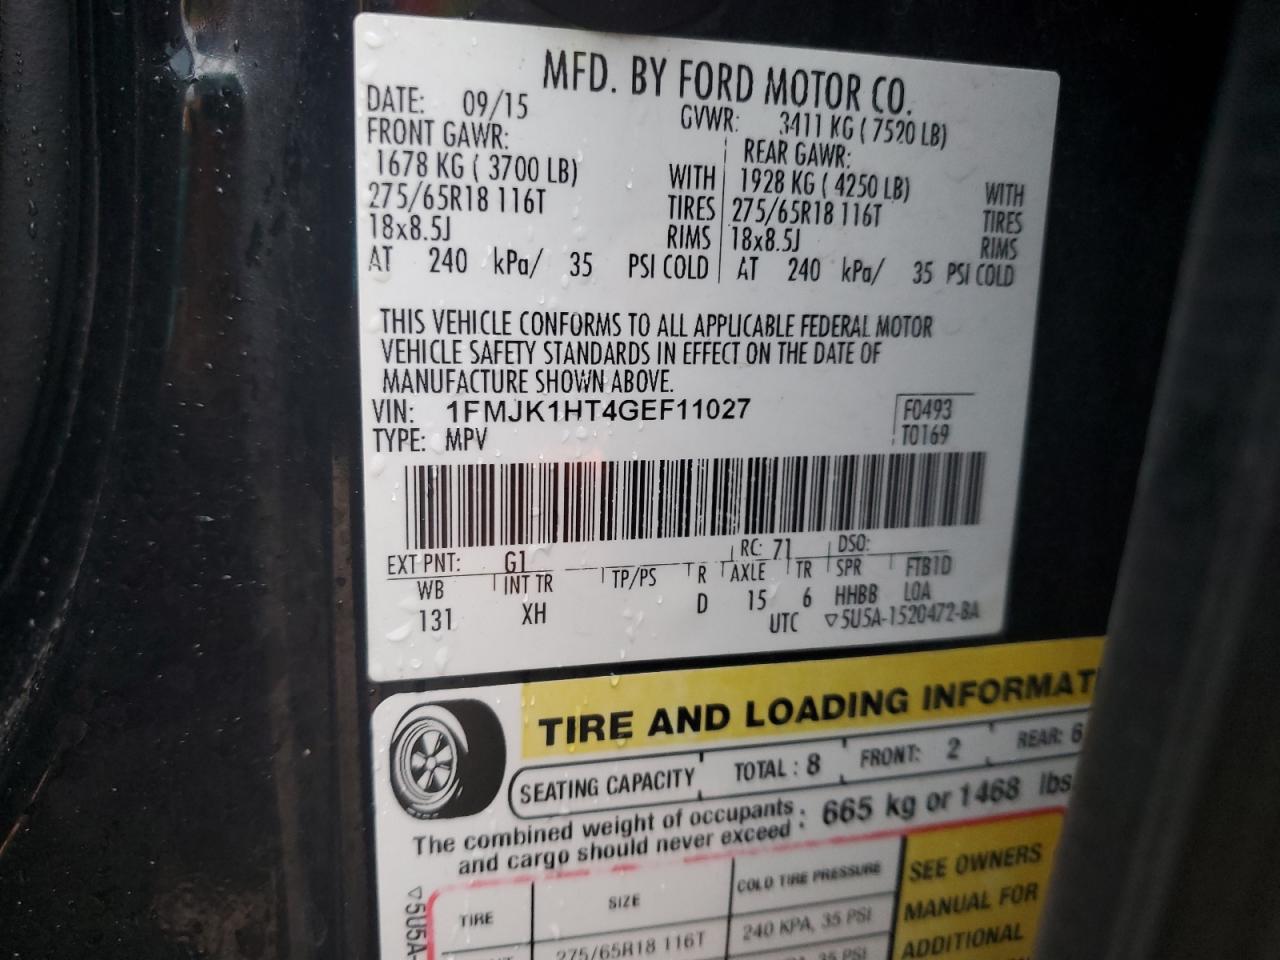 MFD. BY FORD MOTOR CO.
DATE: 09/15 GVWR: 3411 KG ( 7520 LB)
FRONT GAWR: REAR GAWR:
1678 KG ( 3700 LB) WITH 1928 KG ( 4250 LB) WITH
275/65R18 116T TIRES 275/65R18 116T TIRES
18x8.5J RIMS 18x8.5J RIMS
AT 240 kPa/ 35 PSI COLD AT 240 kPa/ 35 PSI COLD
THIS VEHICLE CONFORMS TO ALL APPLICABLE FEDERAL MOTOR
VEHICLE SAFETY STANDARDS IN EFFECT ON THE DATE OF
MANUFACTURE SHOWN ABOVE.
VIN: 1FMJK1HT4GEF11027 F0493
TYPE: MPV T0169
EXT PNT: G1 RC: 71 DSO:
WB INT TR TP/PS R AXLE TR SPR FTB1D
131 XH D 15 6 HHBB LOA
UTC ▽5U5A-1520472-BA
TIRE AND LOADING INFORMAT
SEATING CAPACITY TOTAL : 8 FRONT: 2 REAR: 6
The combined weight of occupants
and cargo should never exceed : 665 kg or 1468 lbs
TIRE SIZE COLD TIRE PRESSURE
275/65R18 116T 240 KPA, 35 PSI
35 PSI
SEE OWNERS
MANUAL FOR
ADDITIONAL
▽5U5A-